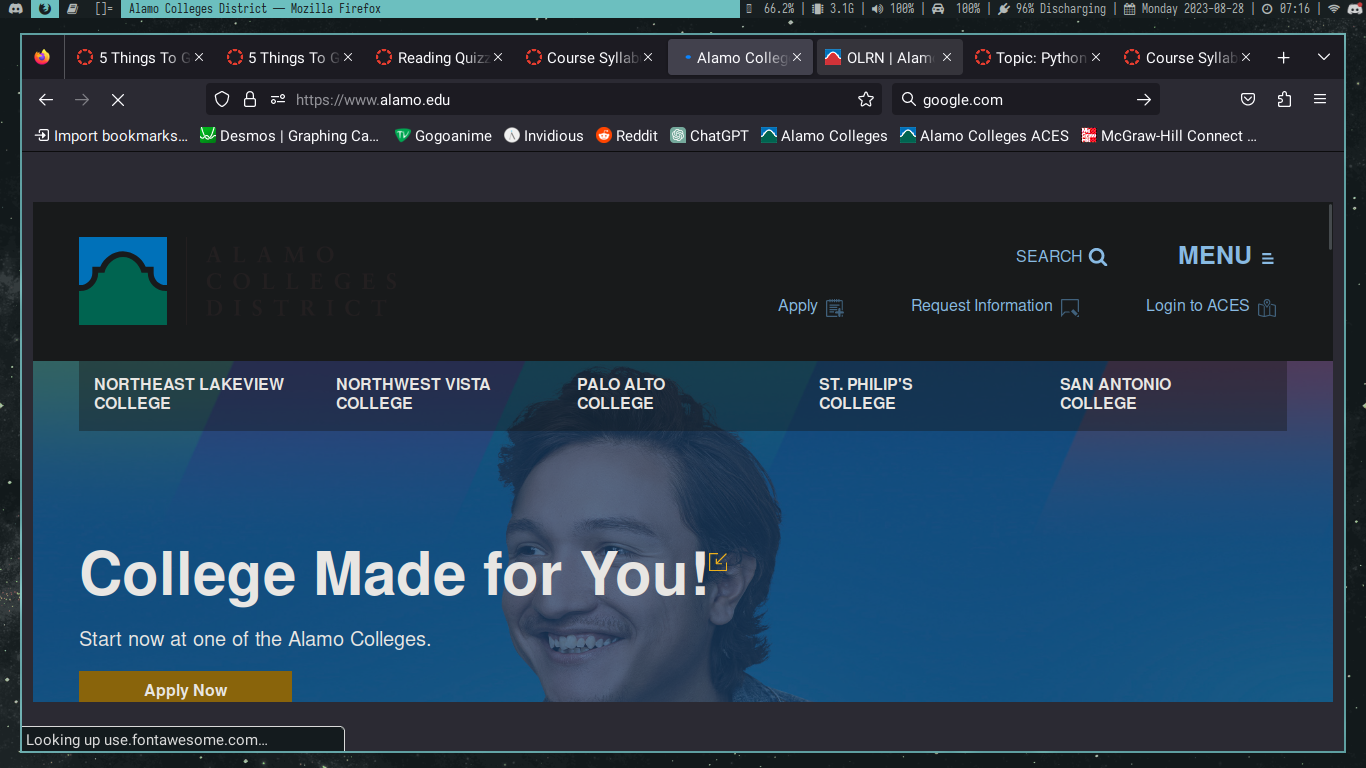 []= Alamo Colleges District — Mozilla Firefox 66.2% | 3.1G | 100% | 100% | 96% Discharging | Monday 2023-08-28 | 07:16 |
5 Things To G 5 Things To G Reading Quizz Course Syllab Alamo Colleg OLRN | Alam Topic: Python Course Syllab
https://www.alamo.edu google.com
Import bookmarks... Desmos | Graphing Ca... Gogoanime Invidious Reddit ChatGPT Alamo Colleges Alamo Colleges ACES McGraw-Hill Connect ...
ALAMO
COLLEGES
DISTRICT
SEARCH MENU
Apply Request Information Login to ACES
NORTHEAST LAKEVIEW
COLLEGE
NORTHWEST VISTA
COLLEGE
PALO ALTO
COLLEGE
ST. PHILIP'S
COLLEGE
SAN ANTONIO
COLLEGE
College Made for You!
Start now at one of the Alamo Colleges.
Apply Now
Looking up use.fontawesome.com...